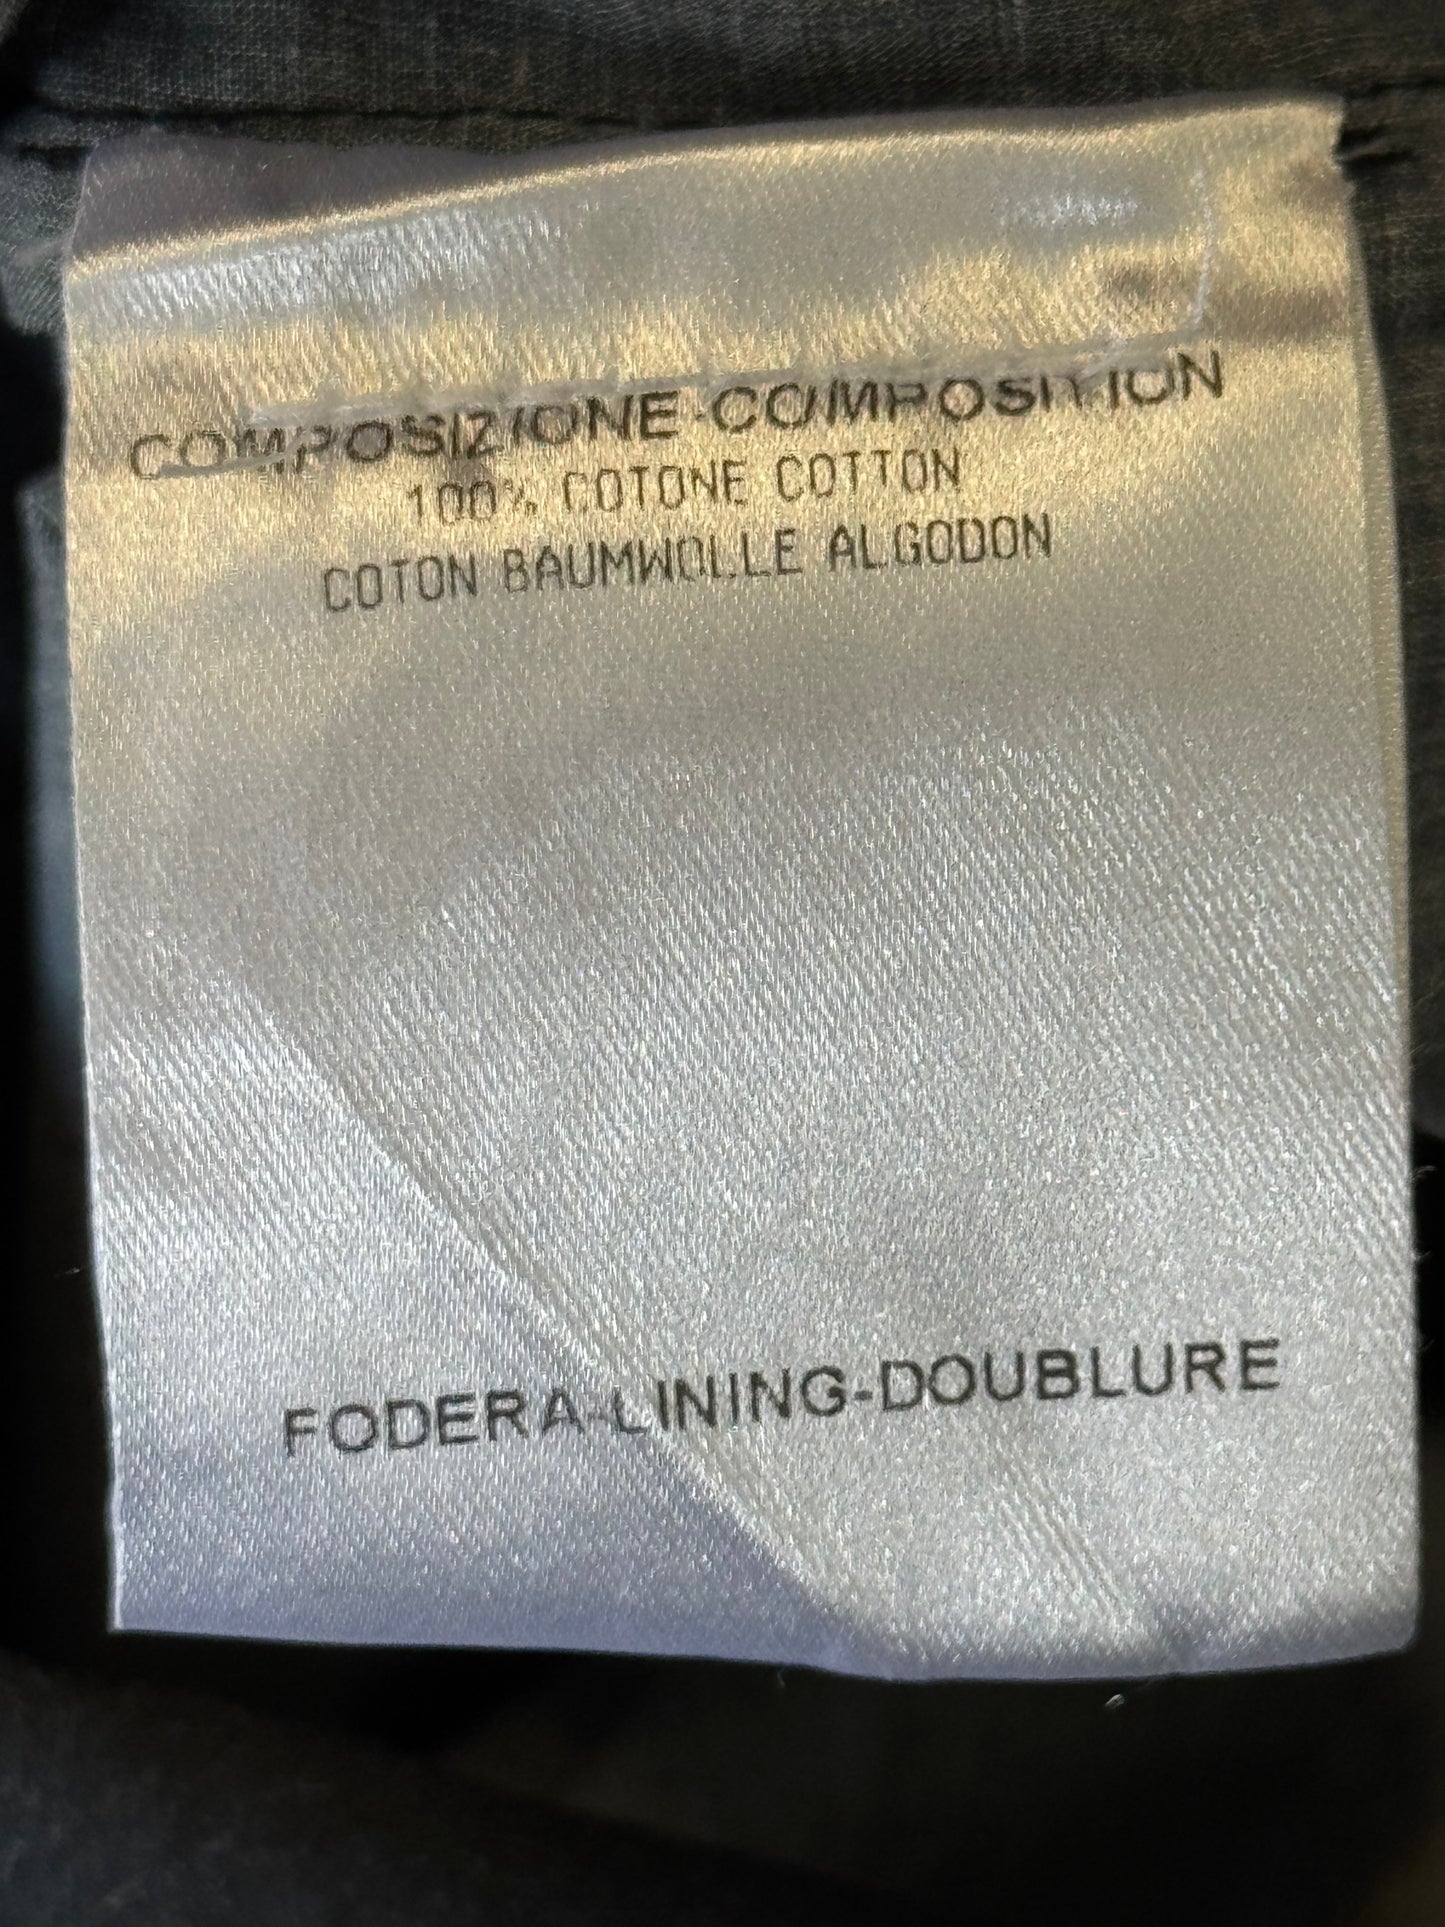 COMPOSIZIONE-COMPOSITION
100% COTONE COTTON
COTON BAUMWOLLE ALGODON
FODERA-LINING-DOUBLURE